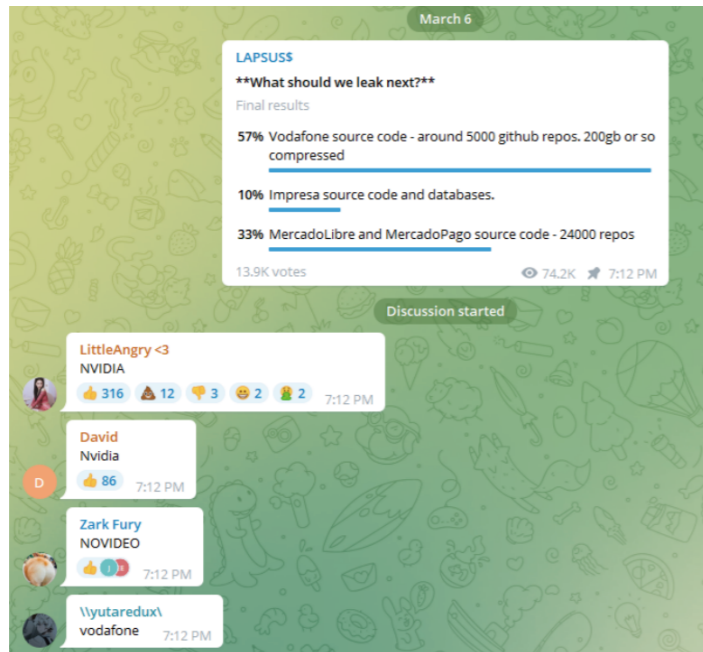 March 6
LAPSUS$
**What should we leak next?**
Final results
57% Vodafone source code - around 5000 github repos. 200gb or so
compressed
10% Impresa source code and databases.
33% MercadoLibre and MercadoPago source code - 24000 repos
13.9K votes 74.2K 7:12 PM
Discussion started
LittleAngry <3
NVIDIA
👍 316 💩 12 👎 3 😀 2 🤮 2 7:12 PM
David
Nvidia
D 👍 86 7:12 PM
Zark Fury
NOVIDEO
👍 7:12 PM
\\yutaredux\
vodafone 7:12 PM